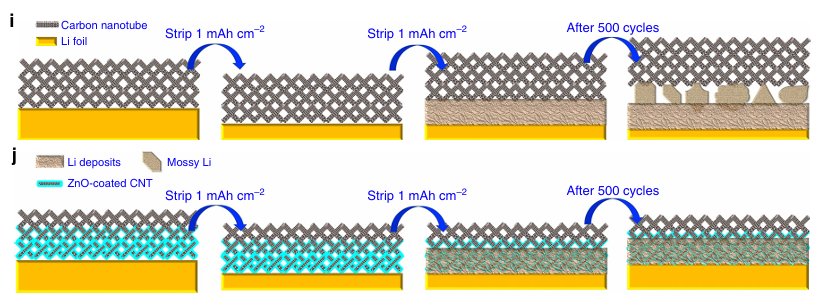 i
Carbon nanotube
Li foil
Strip 1 mAh cm−2
Strip 1 mAh cm−2
After 500 cycles
j
Li deposits
Mossy Li
ZnO-coated CNT
Strip 1 mAh cm−2
Strip 1 mAh cm−2
After 500 cycles